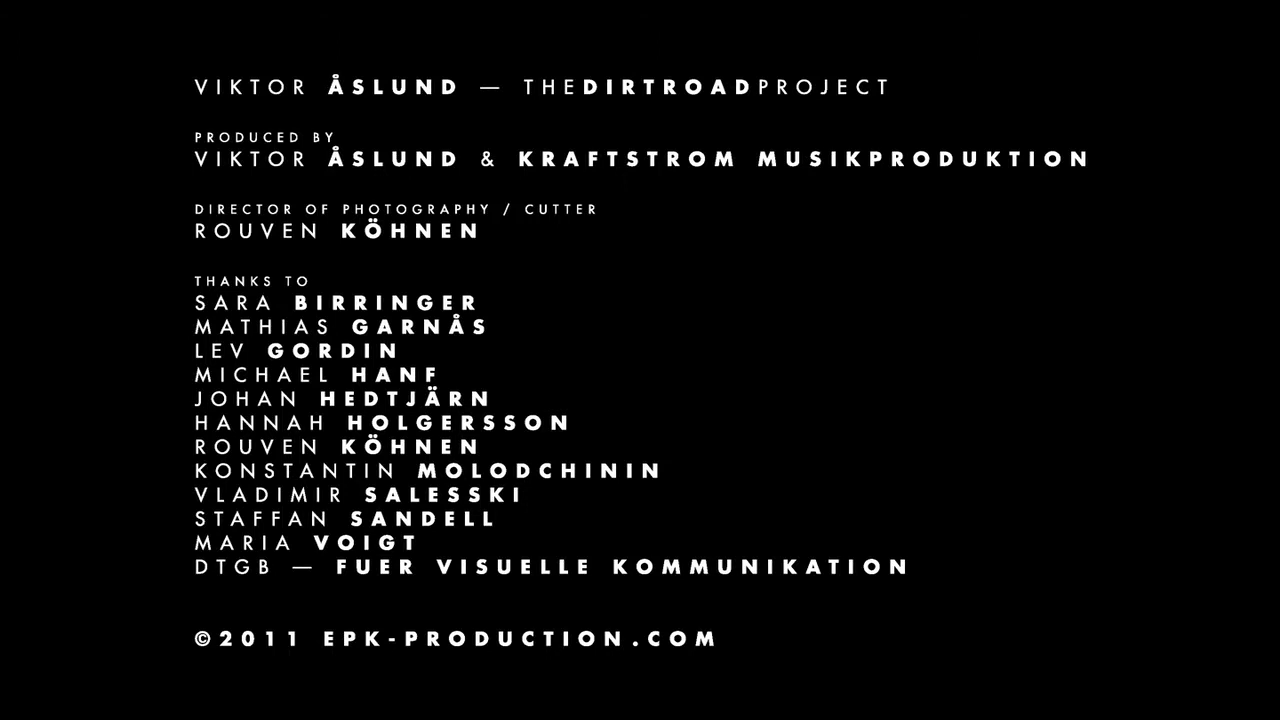 VIKTOR ÅSLUND — THEDIRTROADPROJECT
PRODUCED BY
VIKTOR ÅSLUND & KRAFTSTROM MUSIKPRODUKTION
DIRECTOR OF PHOTOGRAPHY / CUTTER
ROUVEN KÖHNEN
THANKS TO
SARA BIRRINGER
MATHIAS GARNÅS
LEV GORDIN
MICHAEL HANF
JOHAN HEDTJÄRN
HANNAH HOLGERSSON
ROUVEN KÖHNEN
KONSTANTIN MOLODCHININ
VLADIMIR SALESSKI
STAFFAN SANDELL
MARIA VOIGT
DTGB — FUER VISUELLE KOMMUNIKATION
©2011 EPK-PRODUCTION.COM